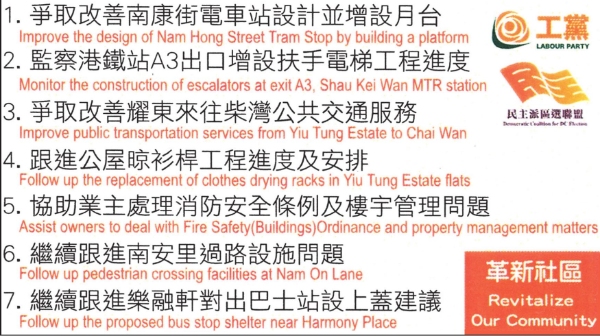 1. 爭取改善南康街電車站設計並增設月台
Improve the design of Nam Hong Street Tram Stop by building a platform
2. 監察港鐵站A3出口增設扶手電梯工程進度
Monitor the construction of escalators at exit A3, Shau Kei Wan MTR station
3. 爭取改善耀東來往柴灣公共交通服務
Improve public transportation services from Yiu Tung Estate to Chai Wan
4. 跟進公屋晾衫桿工程進度及安排
Follow up the replacement of clothes drying racks in Yiu Tung Estate flats
5. 協助業主處理消防安全條例及樓宇管理問題
Assist owners to deal with Fire Safety(Buildings)Ordinance and property management matters
6. 繼續跟進南安里過路設施問題
Follow up pedestrian crossing facilities at Nam On Lane
7. 繼續跟進樂融軒對出巴士站設上蓋建議
Follow up the proposed bus stop shelter near Harmony Place
工黨
LABOUR PARTY
民主
民主派區選聯盟
Democratic Coalition for DC Election
革新社區
Revitalize
Our Community